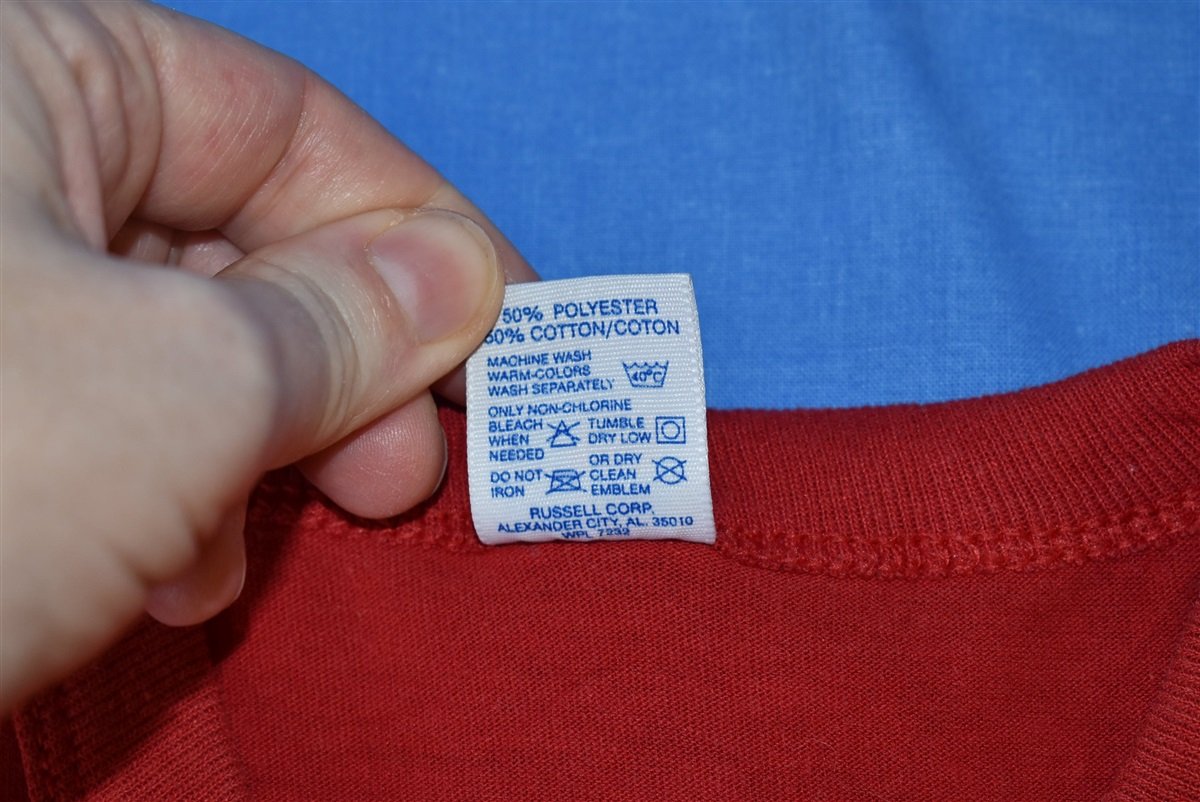 50% POLYESTER
50% COTTON/COTON
MACHINE WASH
WARM-COLORS
WASH SEPARATELY
40°C
ONLY NON-CHLORINE
BLEACH
WHEN
NEEDED
TUMBLE
DRY LOW
DO NOT
IRON
OR DRY
CLEAN
EMBLEM
RUSSELL CORP.
ALEXANDER CITY, AL. 35010
WPL 7232